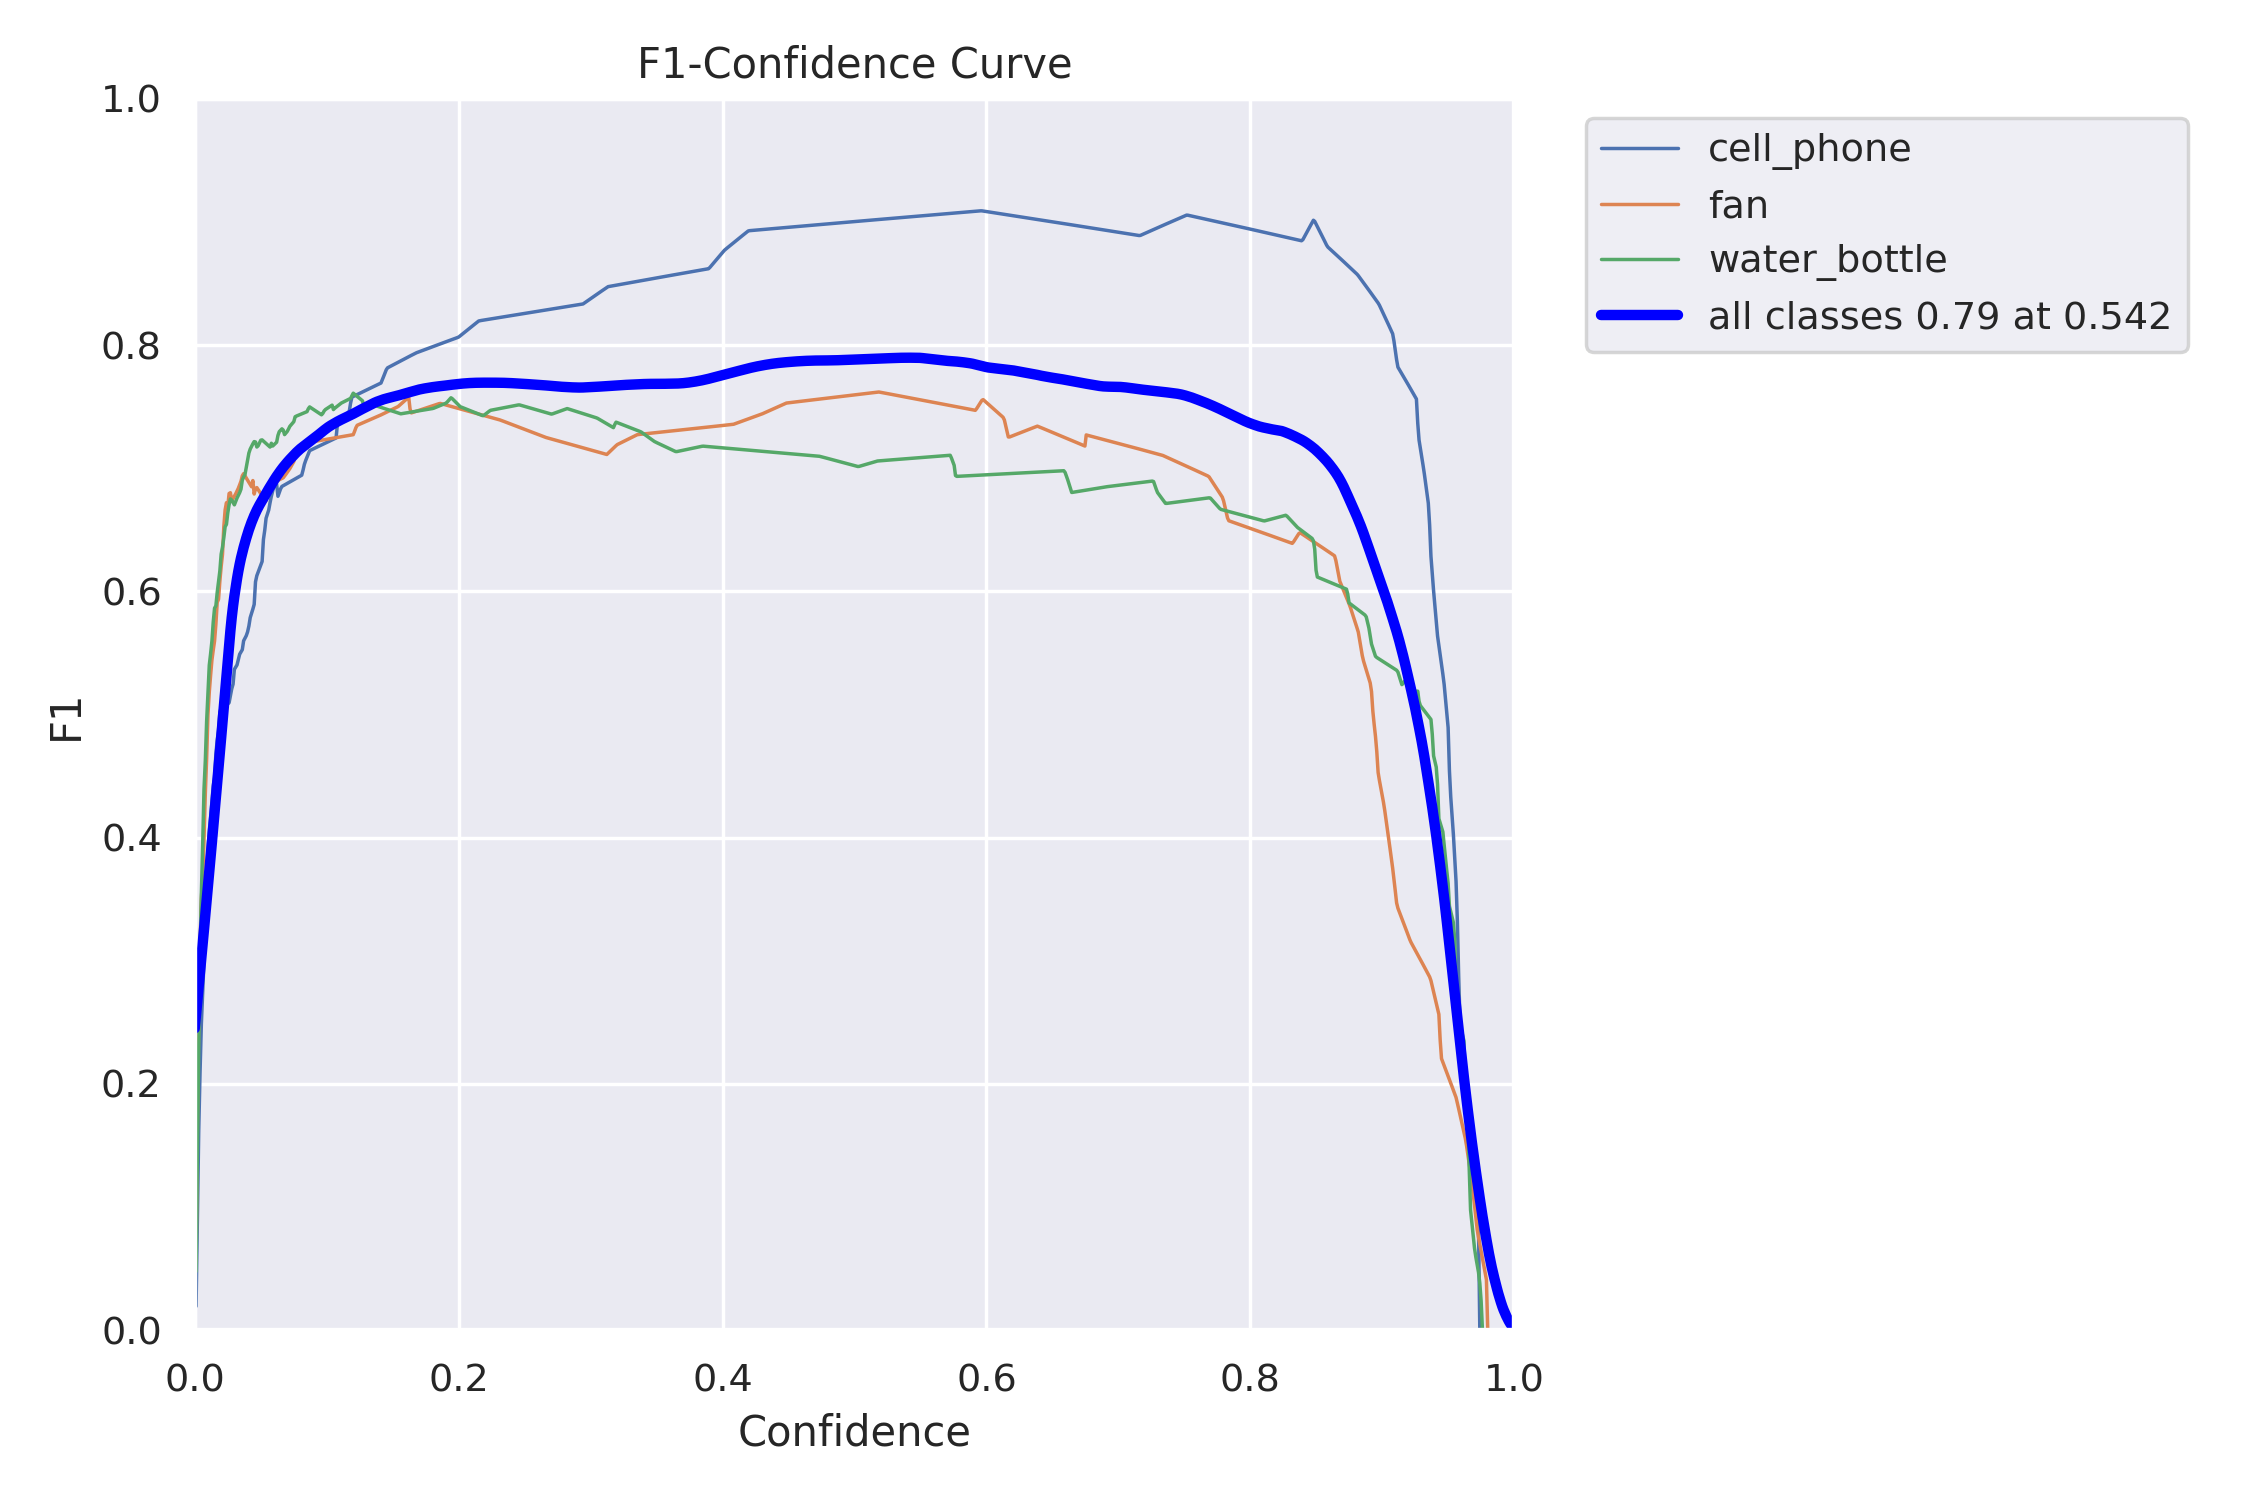 F1-Confidence Curve
1.0
0.8
0.6
0.4
0.2
0.0
F1
0.0 0.2 0.4 0.6 0.8 1.0
Confidence
cell_phone
fan
water_bottle
all classes 0.79 at 0.542